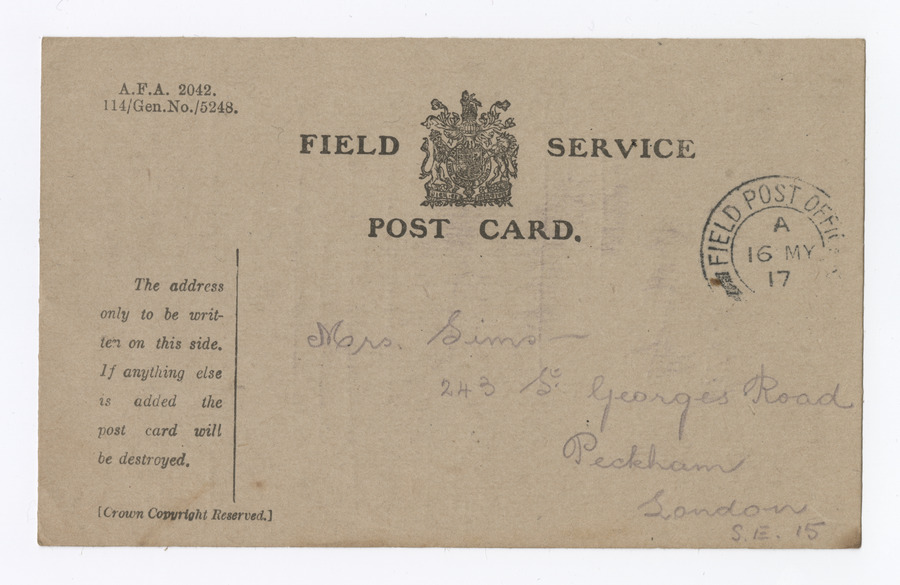 A.F.A. 2042.
114/Gen.No./5248.
FIELD SERVICE
POST CARD.
FIELD POST OFFI
A
16 MY
17
The address
only to be writ-
ten on this side.
If anything else
is added the
post card will
be destroyed.
[Crown Copyright Reserved.]
Mrs. Sims —
243 St. Georges Road
Peckham
London
S.E. 15